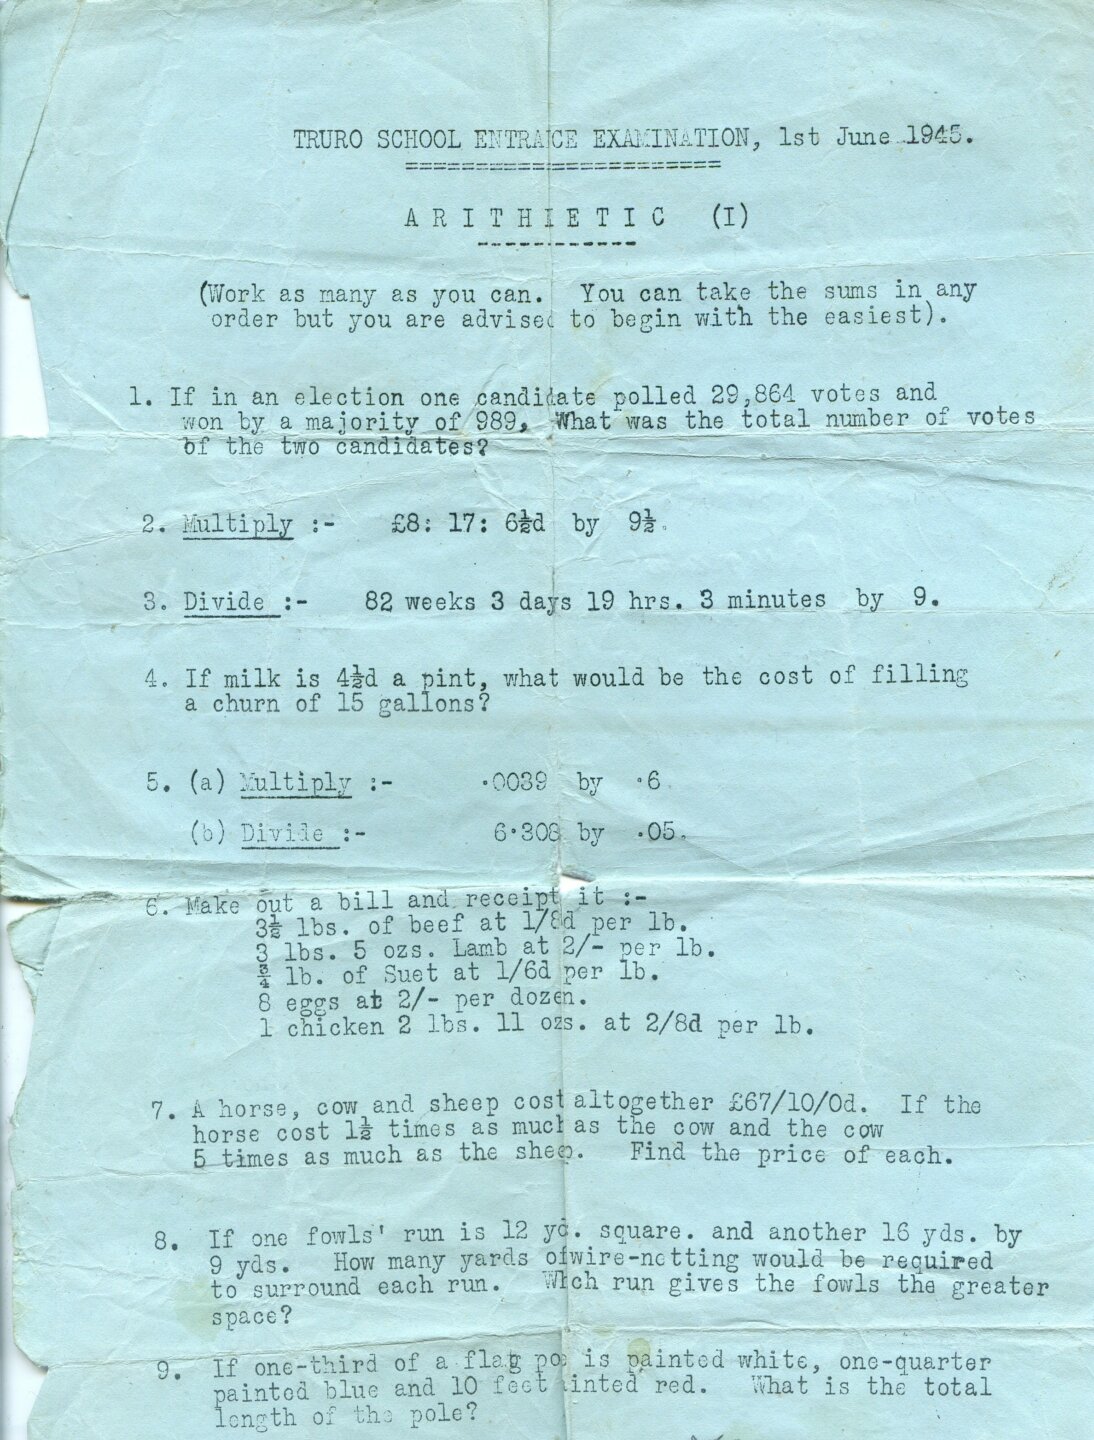 TRURO SCHOOL ENTRANCE EXAMINATION, 1st June 1945.
ARITHMETIC (I)
(Work as many as you can. You can take the sums in any
order but you are advised to begin with the easiest).
1. If in an election one candidate polled 29,864 votes and
won by a majority of 989, What was the total number of votes
of the two candidates?
2. Multiply :- £8: 17: 6½d by 9½.
3. Divide :- 82 weeks 3 days 19 hrs. 3 minutes by 9.
4. If milk is 4½d a pint, what would be the cost of filling
a churn of 15 gallons?
5. (a) Multiply :- ·0039 by ·6
(b) Divide :- 6·308 by ·05.
6. Make out a bill and receipt it :-
3½ lbs. of beef at 1/8d per lb.
3 lbs. 5 ozs. Lamb at 2/- per lb.
¾ lb. of Suet at 1/6d per lb.
8 eggs at 2/- per dozen.
1 chicken 2 lbs. 11 ozs. at 2/8d per lb.
7. A horse, cow and sheep cost altogether £67/10/0d. If the
horse cost 1½ times as much as the cow and the cow
5 times as much as the sheep. Find the price of each.
8. If one fowls' run is 12 yd. square. and another 16 yds. by
9 yds. How many yards of wire-netting would be required
to surround each run. Which run gives the fowls the greater
space?
9. If one-third of a flag po is painted white, one-quarter
painted blue and 10 feet inted red. What is the total
length of the pole?